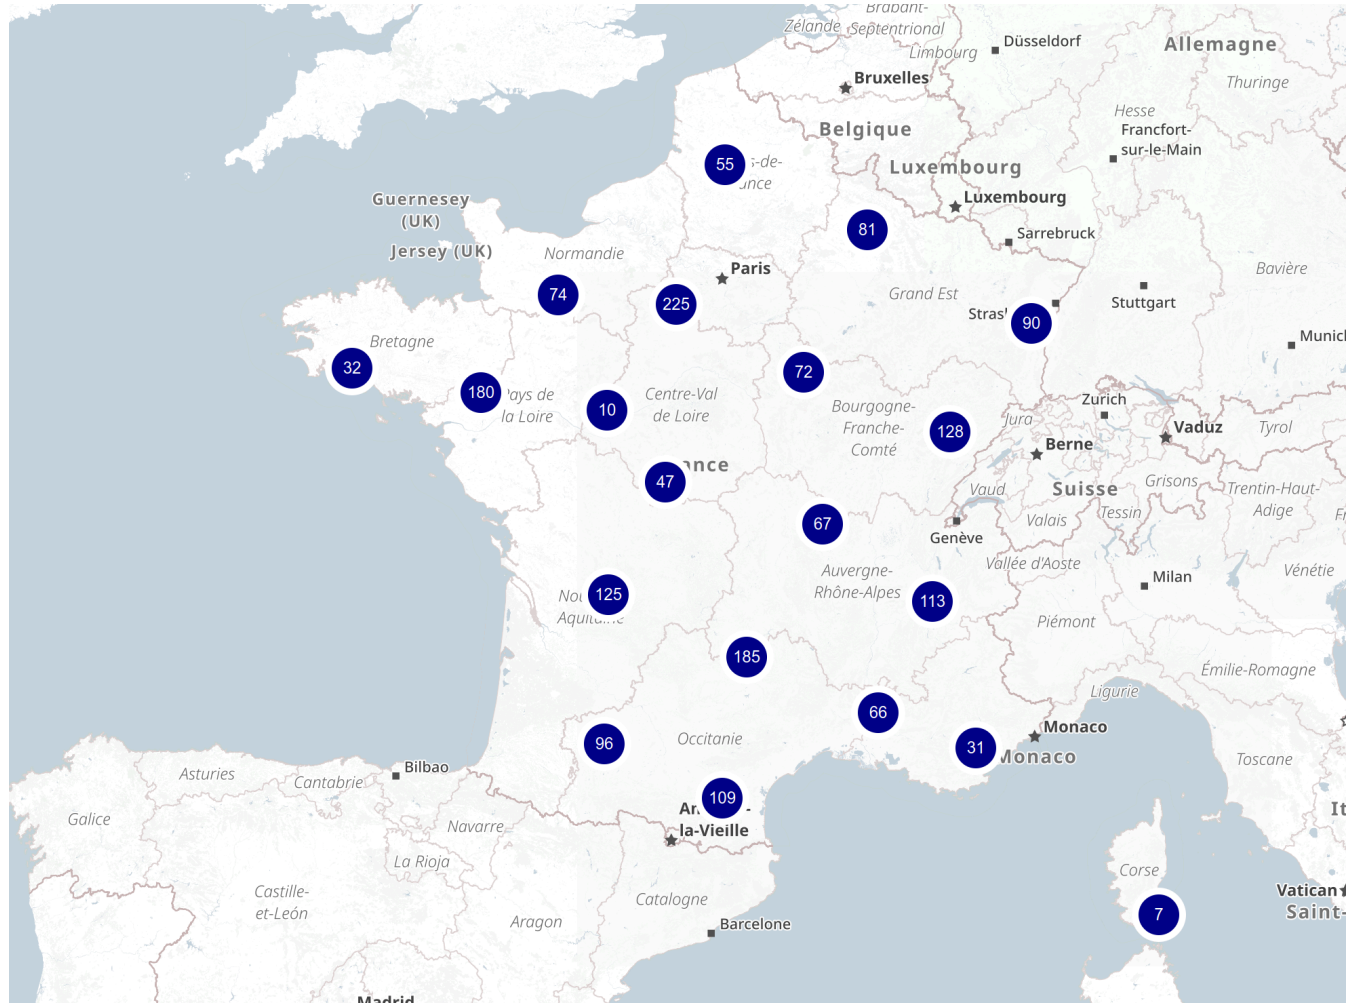 Brabant-
Septentrional
Zélande
Limbourg
Düsseldorf
Allemagne
Bruxelles
Thuringe
Hesse
Belgique
Francfort-
sur-le-Main
55
Luxembourg
Luxembourg
Guernesey
(UK)
81
Sarrebruck
Jersey (UK)
Normandie
Paris
Bavière
74
225
Grand Est
Stuttgart
90
Bretagne
32
72
180
Pays de
la Loire
10
Centre-Val
de Loire
Bourgogne-
Franche-
Comté
128
Jura
Zurich
Vaduz
Tyrol
Berne
47
Vaud
Suisse
Grisons
Trentin-Haut-
Adige
67
Valais
Tessin
Genève
Vallée d'Aoste
Auvergne-
Rhône-Alpes
Milan
Vénétie
125
113
Piémont
185
Émilie-Romagne
Ligurie
66
Monaco
Monaco
96
Occitanie
31
Toscane
Bilbao
Asturies
Cantabrie
109
la-Vieille
Galice
Navarre
La Rioja
Corse
Castille-
et-León
Catalogne
Vatican
Saint-
7
Aragon
Barcelone
Madrid